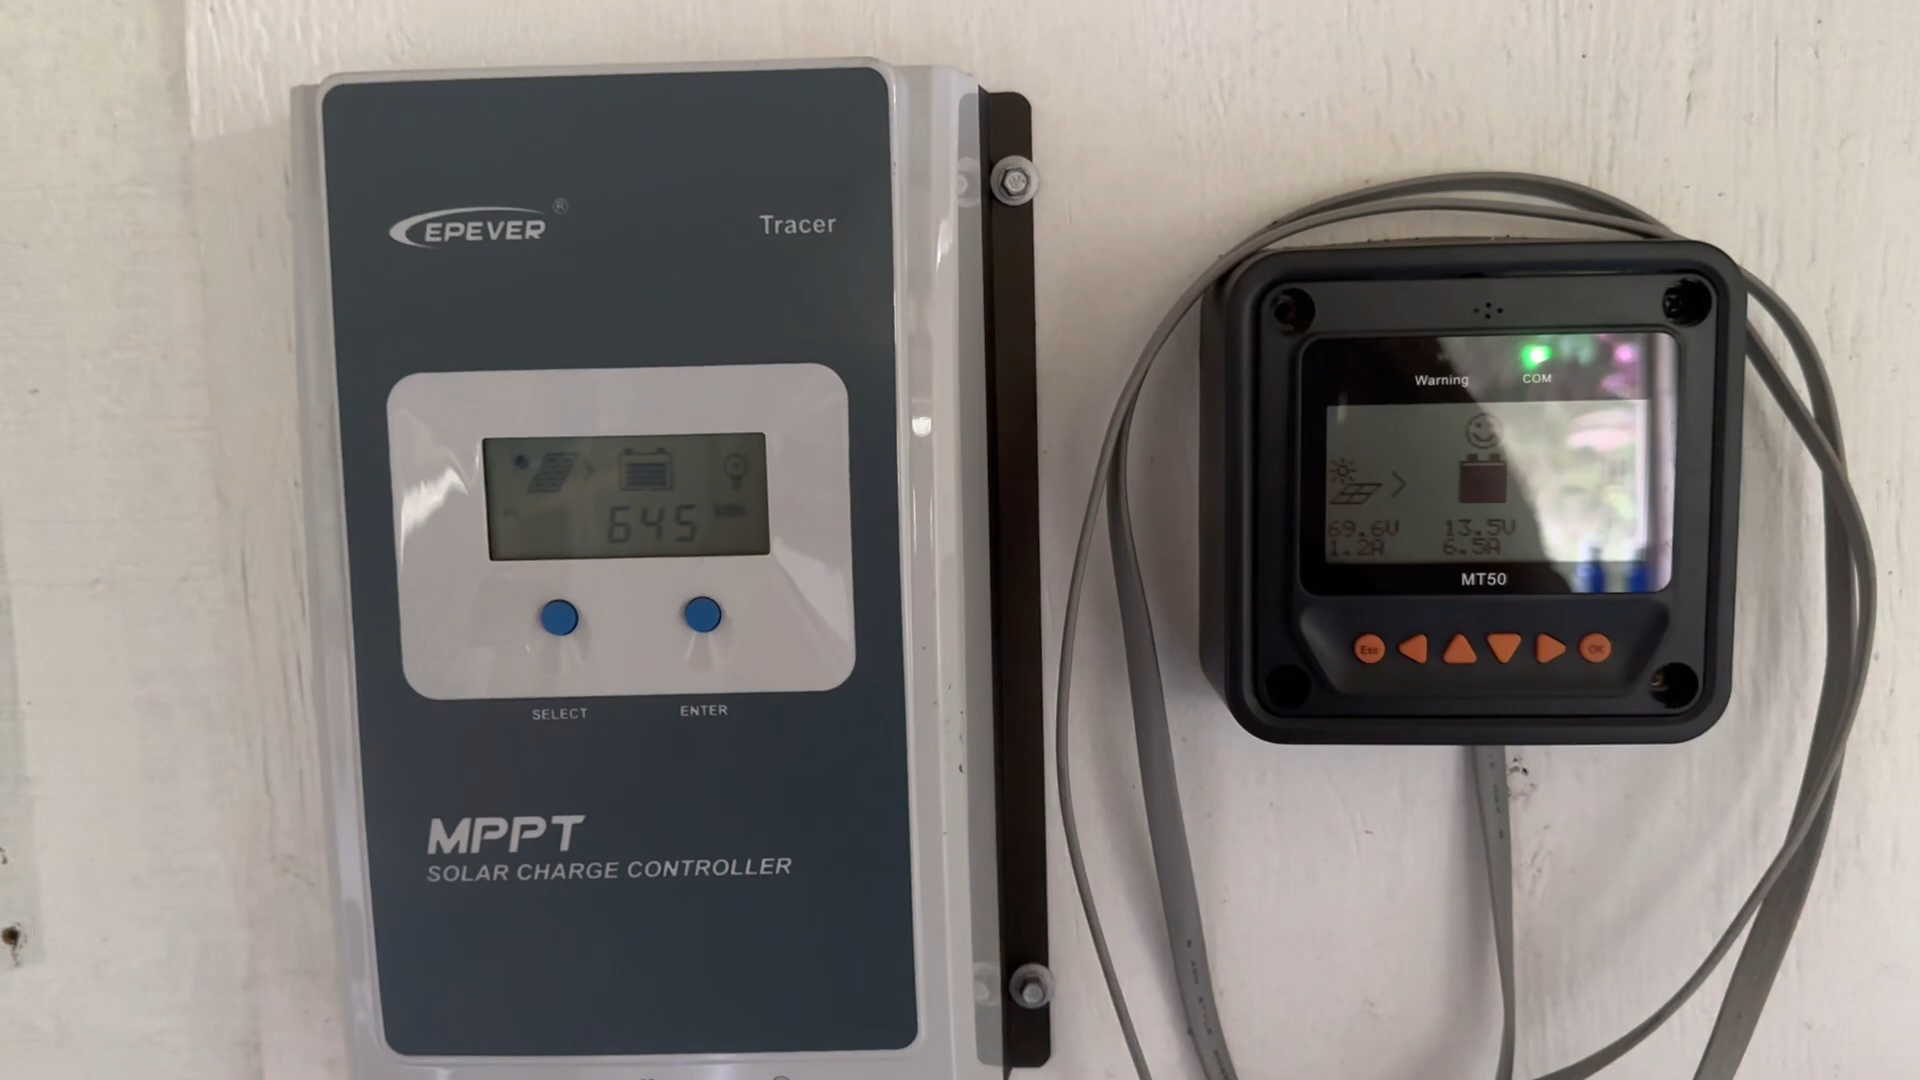 EPEVER®
Tracer
645
SELECT
ENTER
MPPT
SOLAR CHARGE CONTROLLER
Warning
COM
69.6V
13.5V
1.2A
6.5A
MT50
Esc
OK